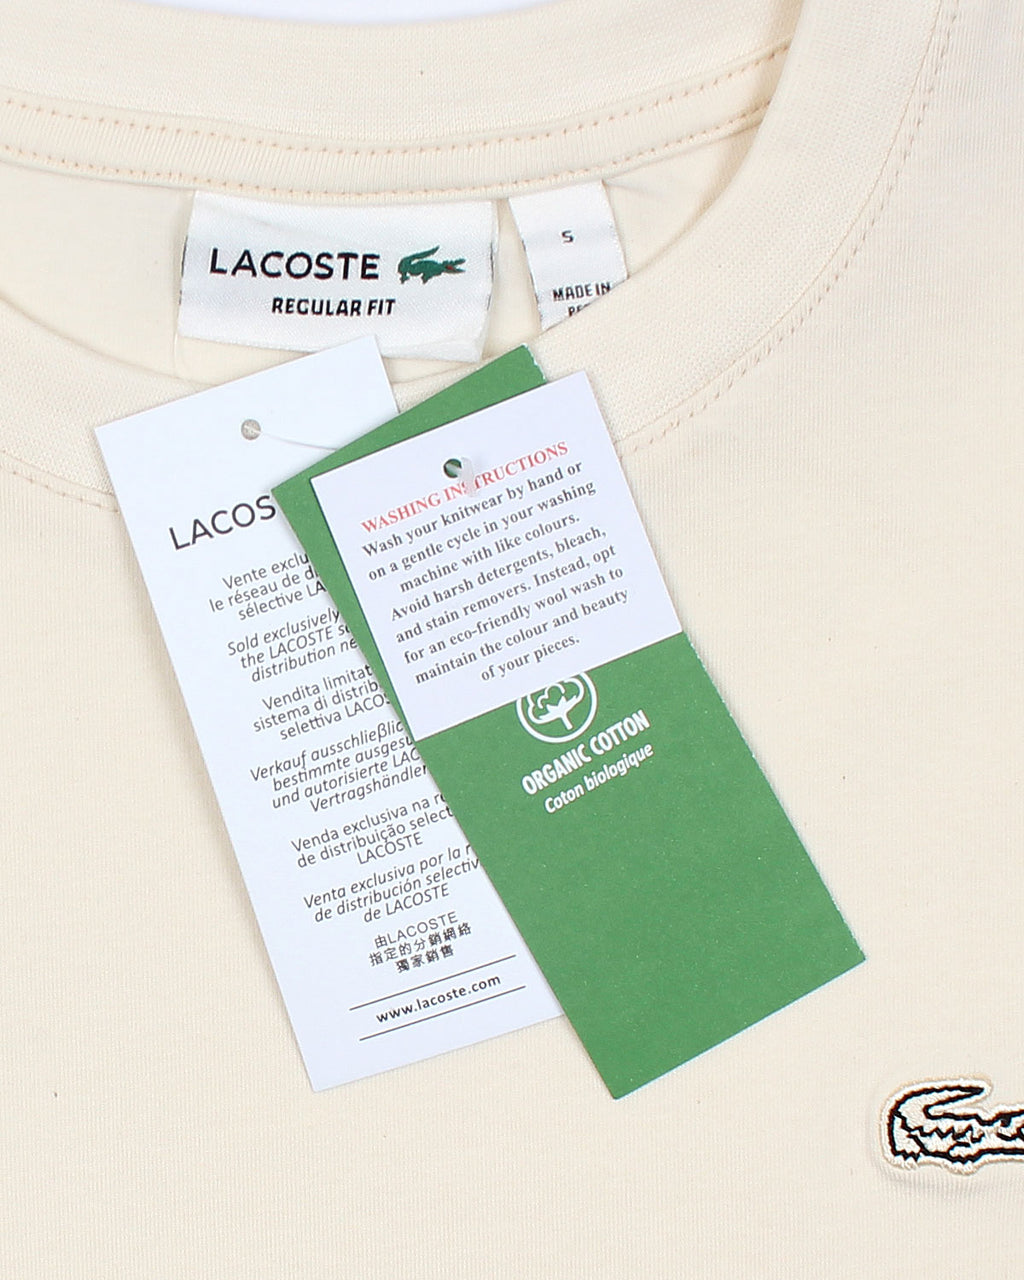 LACOSTE
REGULAR FIT
S
MADE IN
LACOS
Vente exclu
le réseau de di
sélective LA
Sold exclusively
the LACOSTE s
distribution ne
Vendita limitat
sistema di distrib
selettiva LACOS
Verkauf ausschließlic
bestimmte ausgesu
und autorisierte LAC
Vertragshändler
Venda exclusiva na r
de distribuição select
LACOSTE
Venta exclusiva por la r
de distribución selectiv
de LACOSTE
由LACOSTE
指定的分銷網絡
獨家銷售
www.lacoste.com
WASHING INSTRUCTIONS
Wash your knitwear by hand or
on a gentle cycle in your washing
machine with like colours.
Avoid harsh detergents, bleach,
and stain removers. Instead, opt
for an eco-friendly wool wash to
maintain the colour and beauty
of your pieces.
ORGANIC COTTON
Coton biologique